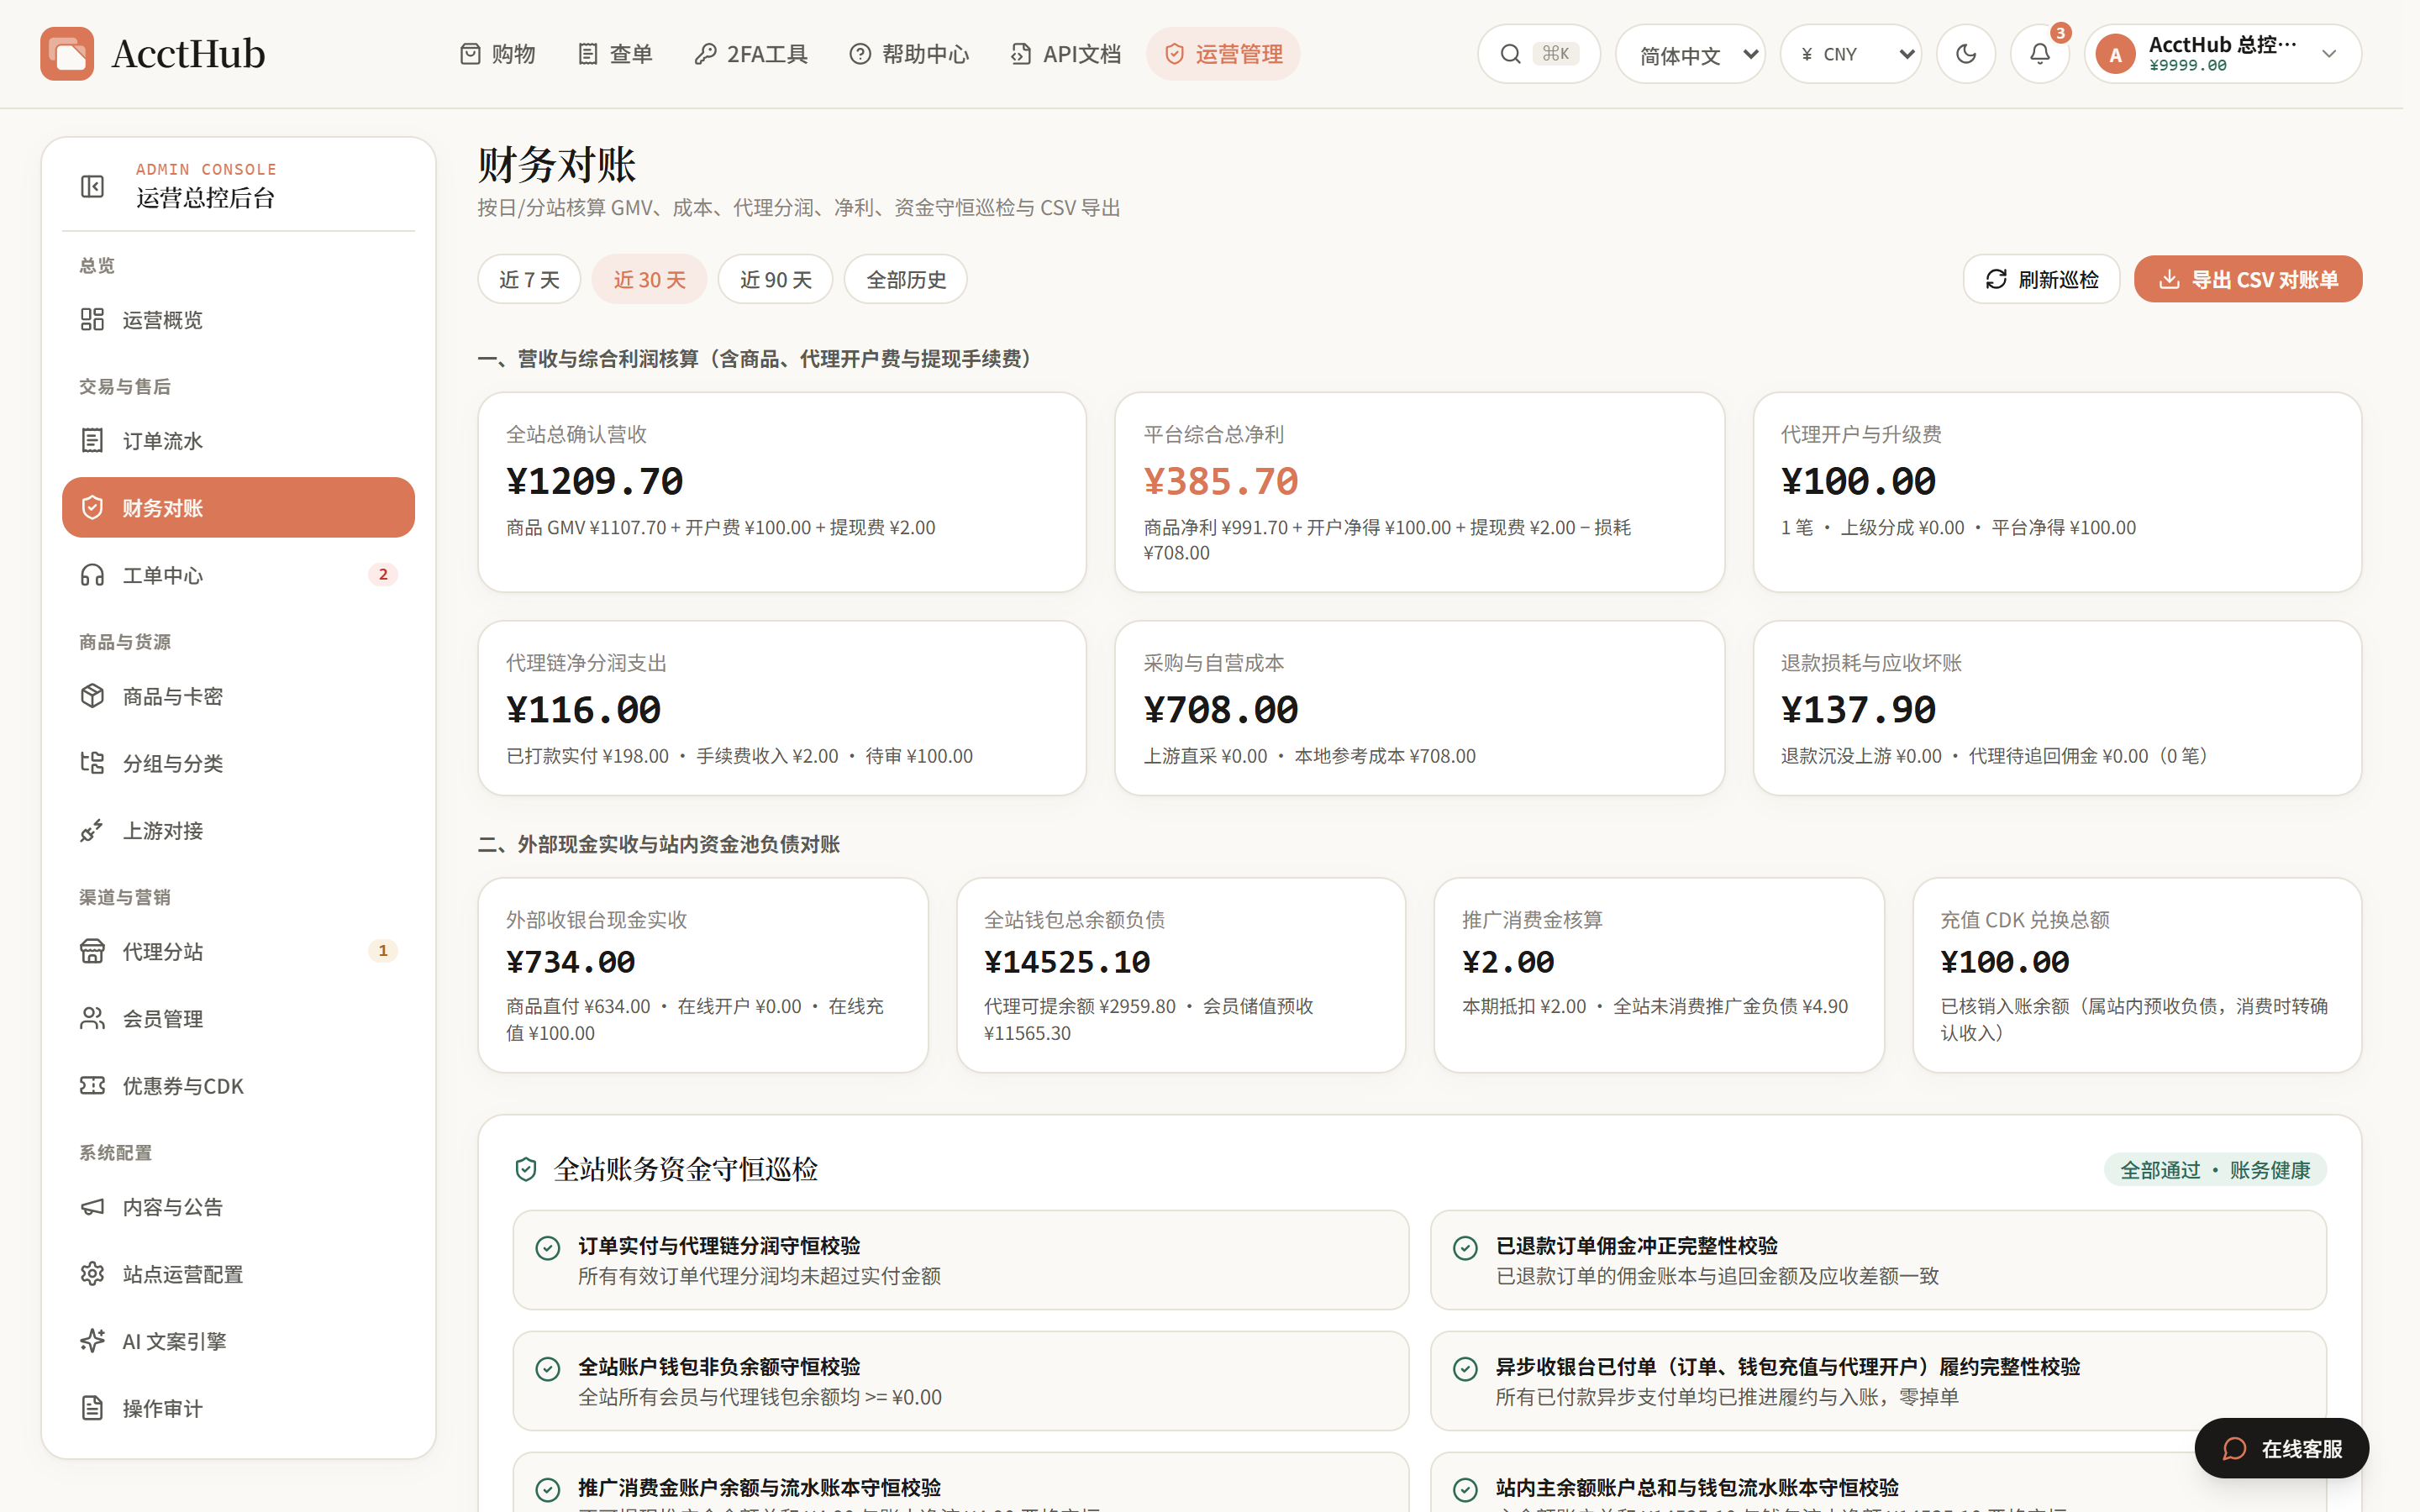 AcctHub
购物
查单
2FA工具
帮助中心
API文档
运营管理
⌘K
简体中文
¥ CNY
3
A
AcctHub 总控…
¥9999.00
ADMIN CONSOLE
运营总控后台
总览
运营概览
交易与售后
订单流水
财务对账
工单中心
2
商品与货源
商品与卡密
分组与分类
上游对接
渠道与营销
代理分站
1
会员管理
优惠券与CDK
系统配置
内容与公告
站点运营配置
AI 文案引擎
操作审计
财务对账
按日/分站核算 GMV、成本、代理分润、净利、资金守恒巡检与 CSV 导出
近 7 天
近 30 天
近 90 天
全部历史
刷新巡检
导出 CSV 对账单
一、营收与综合利润核算（含商品、代理开户费与提现手续费）
全站总确认营收
¥1209.70
商品 GMV ¥1107.70 + 开户费 ¥100.00 + 提现费 ¥2.00
平台综合总净利
¥385.70
商品净利 ¥991.70 + 开户净得 ¥100.00 + 提现费 ¥2.00 − 损耗
¥708.00
代理开户与升级费
¥100.00
1 笔 · 上级分成 ¥0.00 · 平台净得 ¥100.00
代理链净分润支出
¥116.00
已打款实付 ¥198.00 · 手续费收入 ¥2.00 · 待审 ¥100.00
采购与自营成本
¥708.00
上游直采 ¥0.00 · 本地参考成本 ¥708.00
退款损耗与应收坏账
¥137.90
退款沉没上游 ¥0.00 · 代理待追回佣金 ¥0.00（0 笔）
二、外部现金实收与站内资金池负债对账
外部收银台现金实收
¥734.00
商品直付 ¥634.00 · 在线开户 ¥0.00 · 在线充
值 ¥100.00
全站钱包总余额负债
¥14525.10
代理可提余额 ¥2959.80 · 会员储值预收
¥11565.30
推广消费金核算
¥2.00
本期抵扣 ¥2.00 · 全站未消费推广金负债 ¥4.90
充值 CDK 兑换总额
¥100.00
已核销入账余额（属站内预收负债，消费时转确
认收入）
全站账务资金守恒巡检
全部通过 · 账务健康
订单实付与代理链分润守恒校验
所有有效订单代理分润均未超过实付金额
已退款订单佣金冲正完整性校验
已退款订单的佣金账本与追回金额及应收差额一致
全站账户钱包非负余额守恒校验
全站所有会员与代理钱包余额均 >= ¥0.00
异步收银台已付单（订单、钱包充值与代理开户）履约完整性校验
所有已付款异步支付单均已推进履约与入账，零掉单
推广消费金账户余额与流水账本守恒校验
站内主余额账户总和与钱包流水账本守恒校验
在线客服